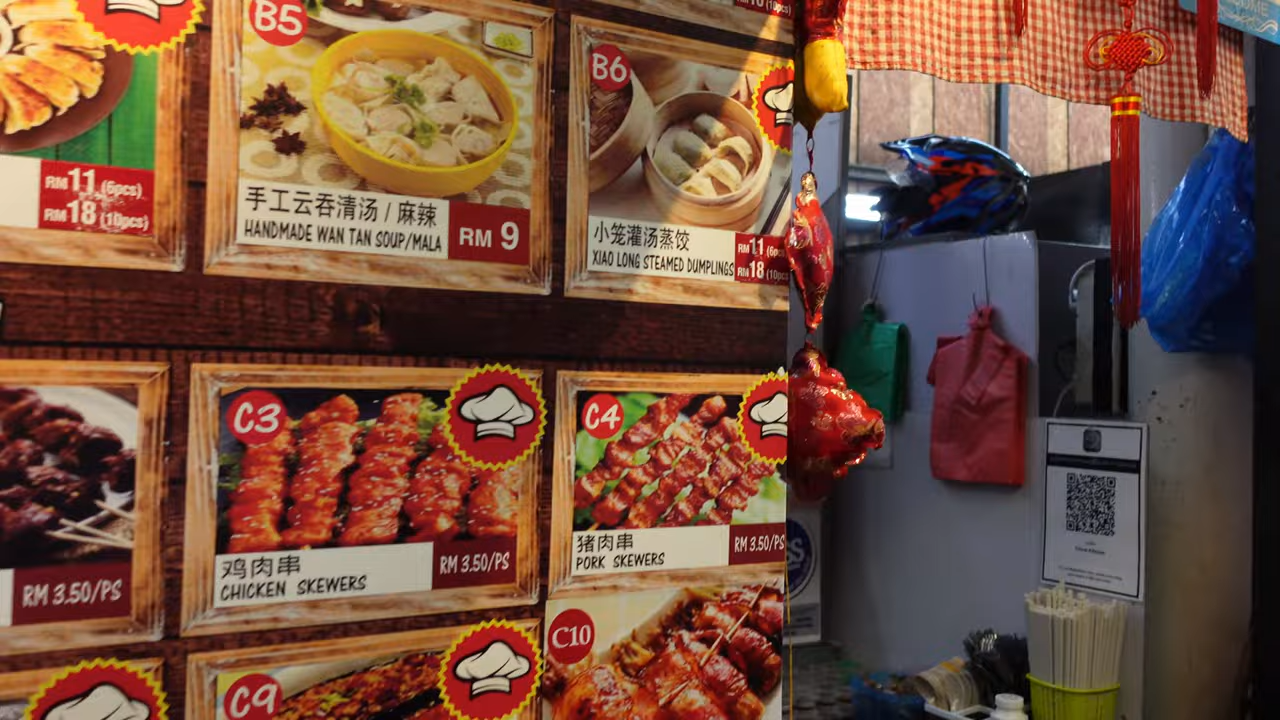 B5
B6
RM 11 (6pcs)
RM 18 (10pcs)
手工云吞清汤 / 麻辣
HANDMADE WAN TAN SOUP/MALA
RM 9
小笼灌汤蒸饺
XIAO LONG STEAMED DUMPLINGS
RM 11 (6pc
RM 18 (10pcs
C3
C4
RM 3.50/PS
鸡肉串
CHICKEN SKEWERS
RM 3.50/PS
猪肉串
PORK SKEWERS
RM 3.50/PS
C9
C10